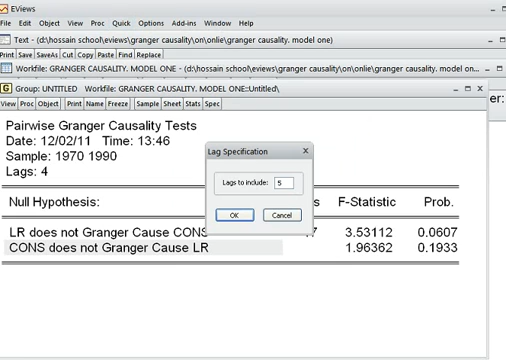 EViews
File Edit Object View Proc Quick Options Add-ins Window Help
Text - (d:\hossain school\eviews\granger causality\on\onlie\granger causality. model one)
Print Save SaveAs Cut Copy Paste Find Replace
Workfile: GRANGER CAUSALITY. MODEL ONE - (d:\hossain school\eviews\granger causality\on\onlie\granger causality. model on...
G Group: UNTITLED Workfile: GRANGER CAUSALITY. MODEL ONE::Untitled\
er:
View Proc Object Print Name Freeze Sample Sheet Stats Spec
Pairwise Granger Causality Tests
Date: 12/02/11 Time: 13:46
Sample: 1970 1990
Lags: 4
Lag Specification X
Lags to include: 5
OK Cancel
Null Hypothesis: s F-Statistic Prob.
LR does not Granger Cause CONS 7 3.53112 0.0607
CONS does not Granger Cause LR 1.96362 0.1933